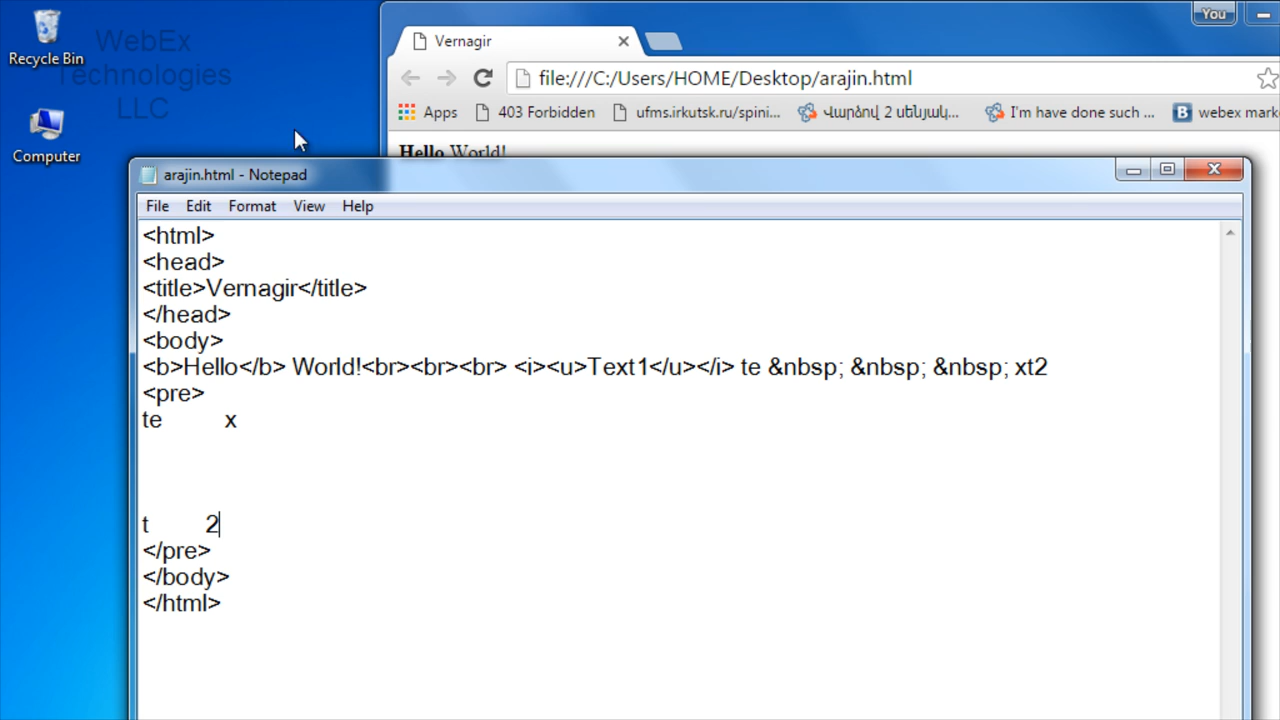 Recycle Bin
WebEx
Technologies
LLC
Computer
You
Vernagir
file:///C:/Users/HOME/Desktop/arajin.html
Apps 403 Forbidden ufms.irkutsk.ru/spini... Վարձով 2 սենյակ... I'm have done such ... webex mark
Hello World!
arajin.html - Notepad
File Edit Format View Help
<html>
<head>
<title>Vernagir</title>
</head>
<body>
<b>Hello</b> World!<br><br><br> <i><u>Text1</u></i> te &nbsp; &nbsp; &nbsp; xt2
<pre>
te x
t 2
</pre>
</body>
</html>